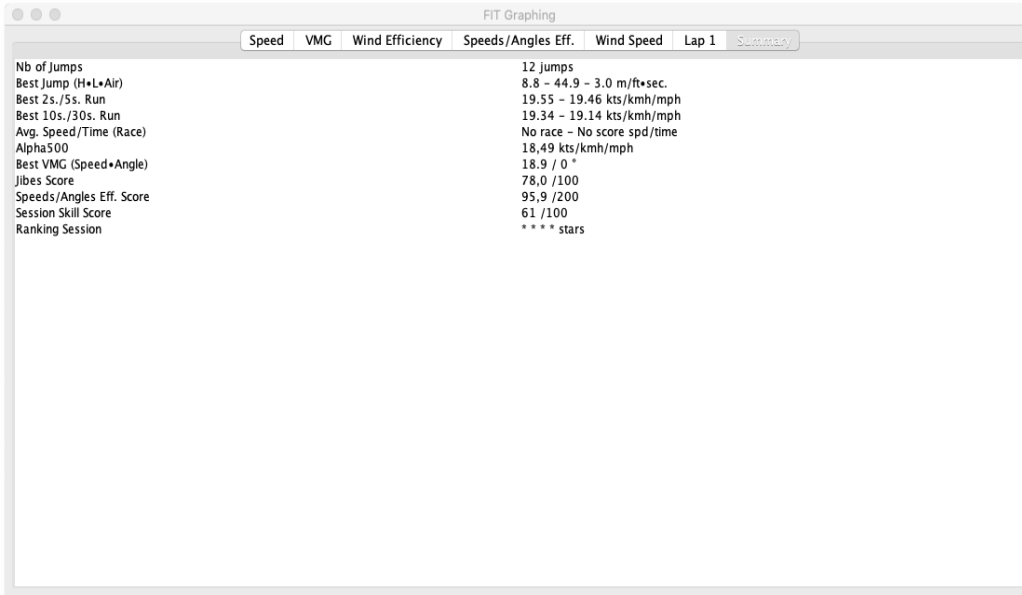 FIT Graphing
Speed VMG Wind Efficiency Speeds/Angles Eff. Wind Speed Lap 1 Summary
Nb of Jumps 12 jumps
Best Jump (H•L•Air) 8.8 – 44.9 – 3.0 m/ft•sec.
Best 2s./5s. Run 19.55 – 19.46 kts/kmh/mph
Best 10s./30s. Run 19.34 – 19.14 kts/kmh/mph
Avg. Speed/Time (Race) No race – No score spd/time
Alpha500 18,49 kts/kmh/mph
Best VMG (Speed•Angle) 18.9 / 0 °
Jibes Score 78,0 /100
Speeds/Angles Eff. Score 95,9 /200
Session Skill Score 61 /100
Ranking Session * * * * stars